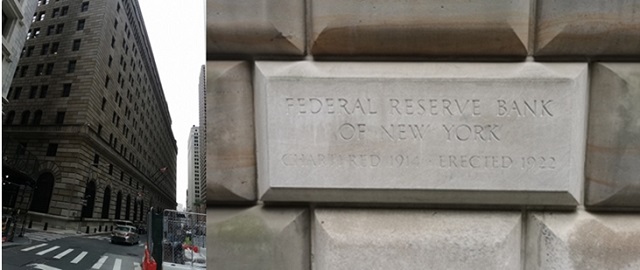 FEDERAL RESERVE BANK
OF NEW YORK
CHARTERED 1914 · ERECTED 1922